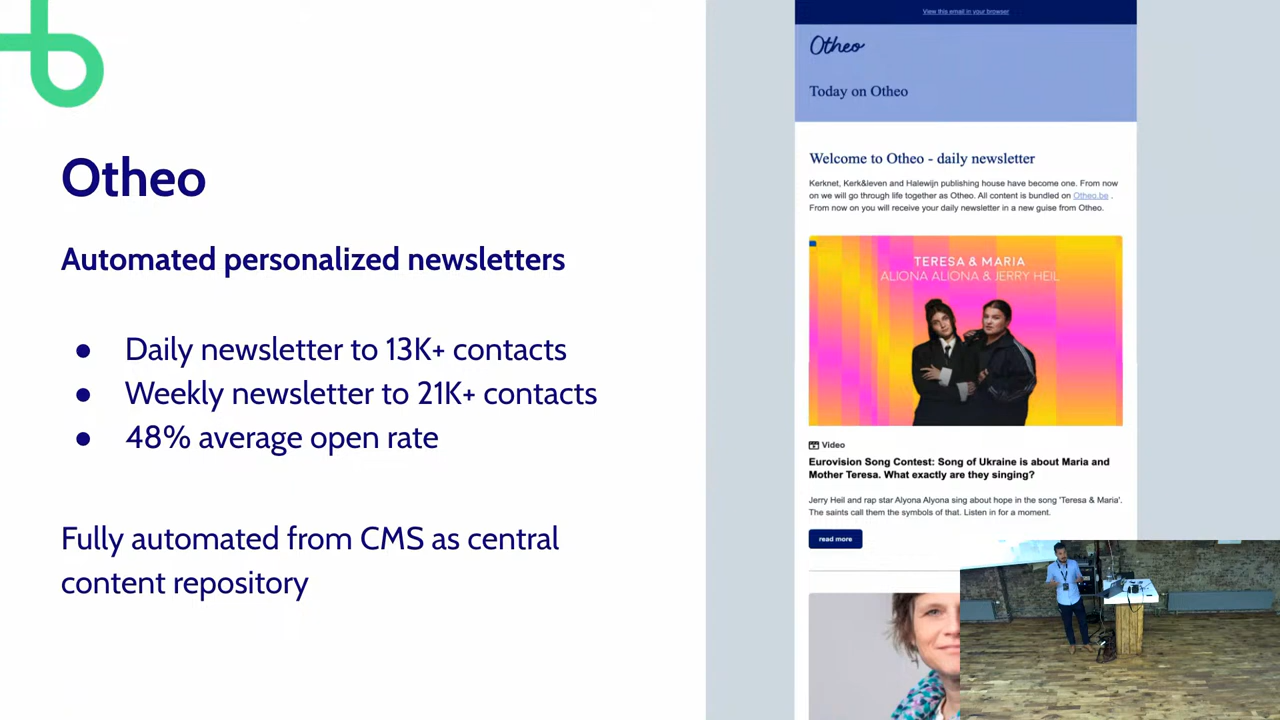 Otheo
Automated personalized newsletters
● Daily newsletter to 13K+ contacts
● Weekly newsletter to 21K+ contacts
● 48% average open rate
Fully automated from CMS as central
content repository
View this email in your browser
Otheo
Today on Otheo
Welcome to Otheo - daily newsletter
Kerknet, Kerk&leven and Halewijn publishing house have become one. From now
on we will go through life together as Otheo. All content is bundled on Otheo.be .
From now on you will receive your daily newsletter in a new guise from Otheo.
TERESA & MARIA
ALIONA ALIONA & JERRY HEIL
Video
Eurovision Song Contest: Song of Ukraine is about Maria and
Mother Teresa. What exactly are they singing?
Jerry Heil and rap star Alyona Alyona sing about hope in the song 'Teresa & Maria'.
The saints call them the symbols of that. Listen in for a moment.
read more